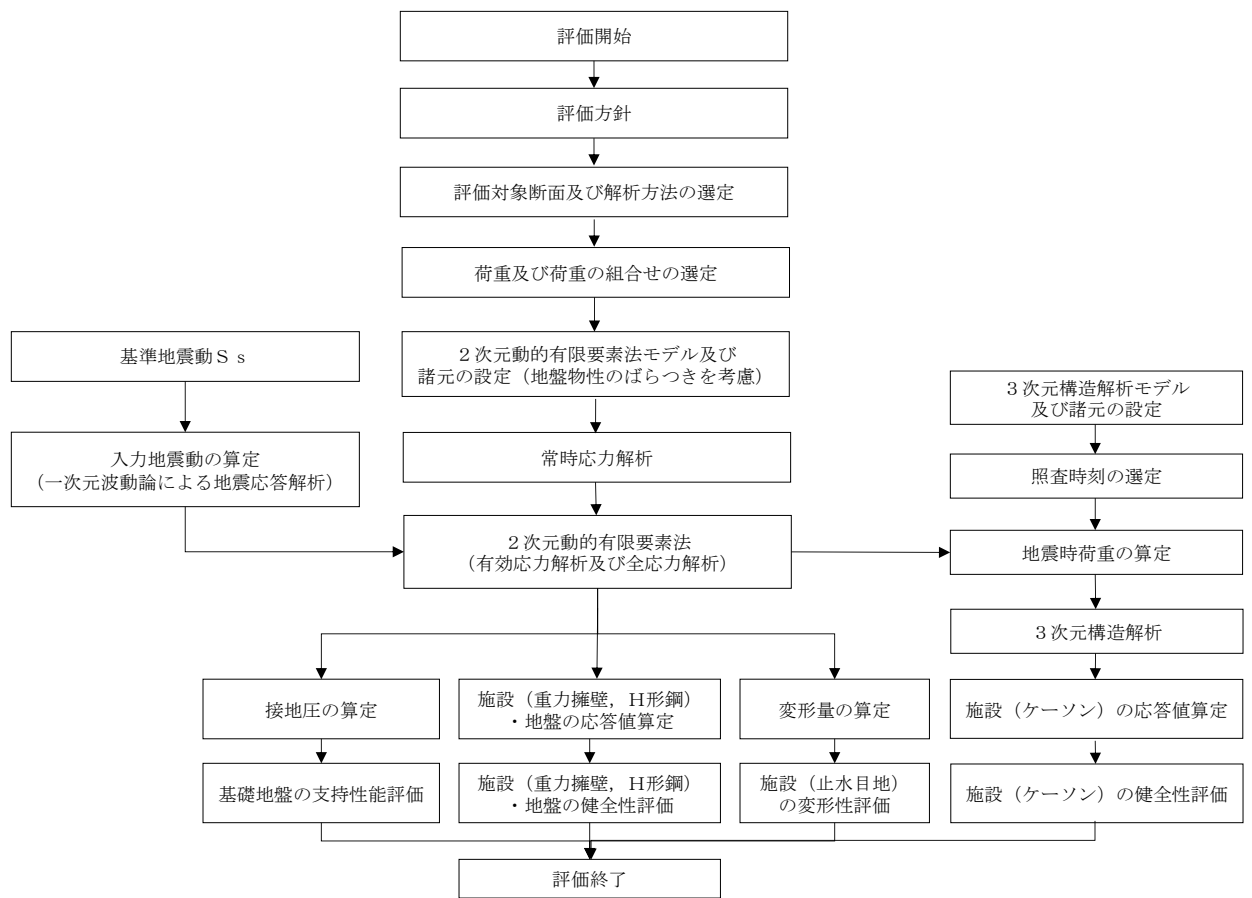 評価開始
評価方針
評価対象断面及び解析方法の選定
荷重及び荷重の組合せの選定
基準地震動Ｓｓ
２次元動的有限要素法モデル及び
諸元の設定（地盤物性のばらつきを考慮）
３次元構造解析モデル
及び諸元の設定
入力地震動の算定
（一次元波動論による地震応答解析）
常時応力解析
照査時刻の選定
２次元動的有限要素法
（有効応力解析及び全応力解析）
地震時荷重の算定
３次元構造解析
接地圧の算定
施設（重力擁壁，Ｈ形鋼）
・地盤の応答値算定
変形量の算定
施設（ケーソン）の応答値算定
基礎地盤の支持性能評価
施設（重力擁壁，Ｈ形鋼）
・地盤の健全性評価
施設（止水目地）
の変形性評価
施設（ケーソン）の健全性評価
評価終了